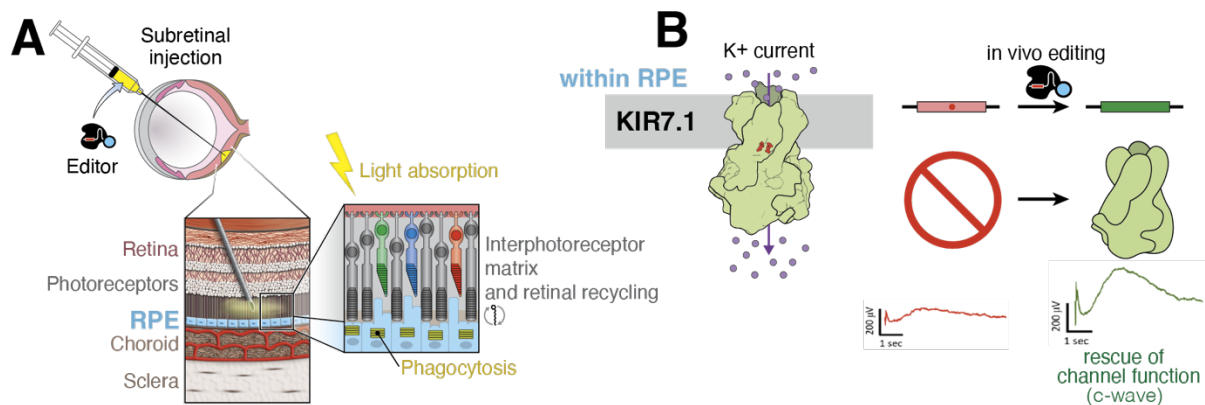 A
Subretinal
injection
Editor
Light absorption
Retina
Photoreceptors
RPE
Choroid
Sclera
Interphotoreceptor
matrix
and retinal recycling
Phagocytosis
B
K+ current
within RPE
KIR7.1
in vivo editing
200 µV
1 sec
200 µV
1 sec
rescue of
channel function
(c-wave)